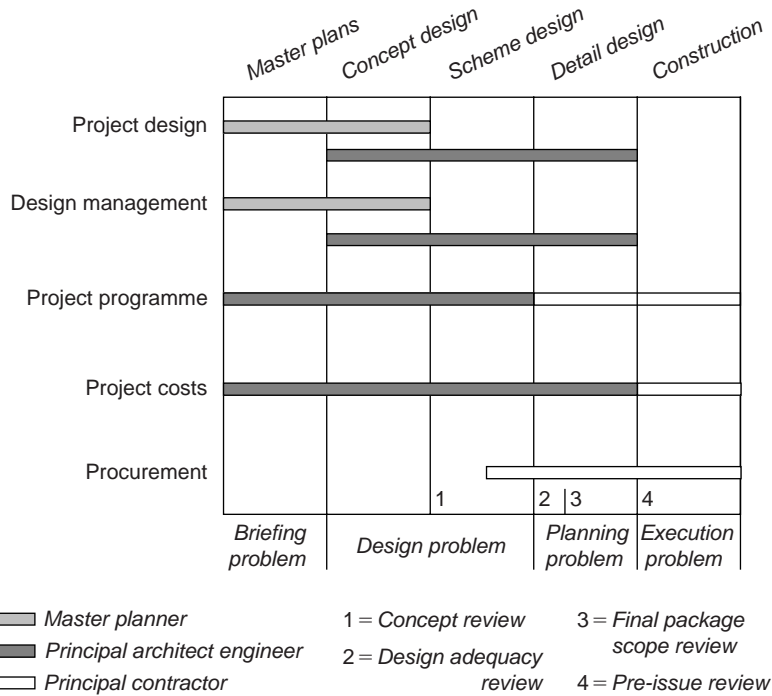 Master plans
Concept design
Scheme design
Detail design
Construction
Project design
Design management
Project programme
Project costs
Procurement
1
2
3
4
Briefing
problem
Design problem
Planning
problem
Execution
problem
Master planner
Principal architect engineer
Principal contractor
1 = Concept review
2 = Design adequacy
review
3 = Final package
scope review
4 = Pre-issue review